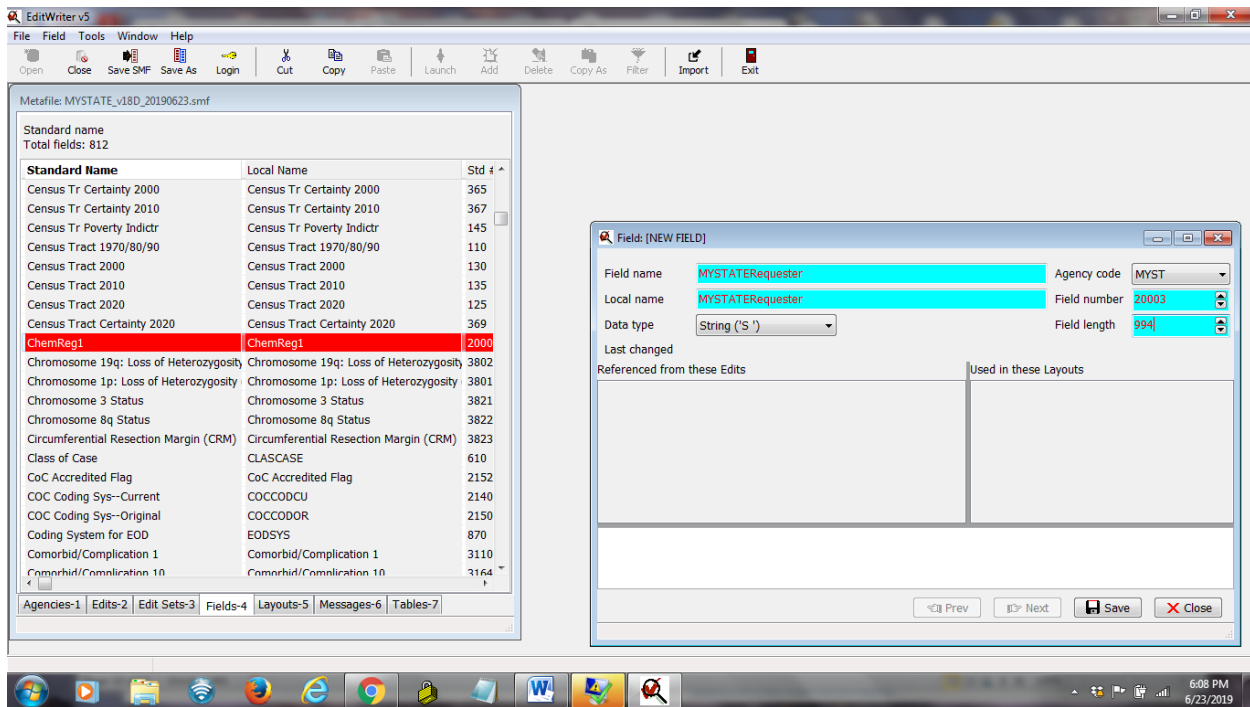 EditWriter v5
File Field Tools Window Help
Open Close Save SMF Save As Login Cut Copy Paste Launch Add Delete Copy As Filter Import Exit
Metafile: MYSTATE_v18D_20190623.smf
Standard name
Total fields: 812
Standard Name Local Name Std #
Census Tr Certainty 2000 Census Tr Certainty 2000 365
Census Tr Certainty 2010 Census Tr Certainty 2010 367
Census Tr Poverty Indictr Census Tr Poverty Indictr 145
Census Tract 1970/80/90 Census Tract 1970/80/90 110
Census Tract 2000 Census Tract 2000 130
Census Tract 2010 Census Tract 2010 135
Census Tract 2020 Census Tract 2020 125
Census Tract Certainty 2020 Census Tract Certainty 2020 369
ChemReg1 ChemReg1 2000
Chromosome 19q: Loss of Heterozygosity Chromosome 19q: Loss of Heterozygosity 3802
Chromosome 1p: Loss of Heterozygosity Chromosome 1p: Loss of Heterozygosity 3801
Chromosome 3 Status Chromosome 3 Status 3821
Chromosome 8q Status Chromosome 8q Status 3822
Circumferential Resection Margin (CRM) Circumferential Resection Margin (CRM) 3823
Class of Case CLASCASE 610
CoC Accredited Flag CoC Accredited Flag 2152
COC Coding Sys--Current COCCODCU 2140
COC Coding Sys--Original COCCODOR 2150
Coding System for EOD EODSYS 870
Comorbid/Complication 1 Comorbid/Complication 1 3110
Comorbid/Complication 10 Comorbid/Complication 10 3164
Agencies-1 Edits-2 Edit Sets-3 Fields-4 Layouts-5 Messages-6 Tables-7
Field: [NEW FIELD]
Field name MYSTATERequester Agency code MYST
Local name MYSTATERequester Field number 20003
Data type String ('S ') Field length 994
Last changed
Referenced from these Edits Used in these Layouts
Prev Next Save Close
6:08 PM
6/23/2019